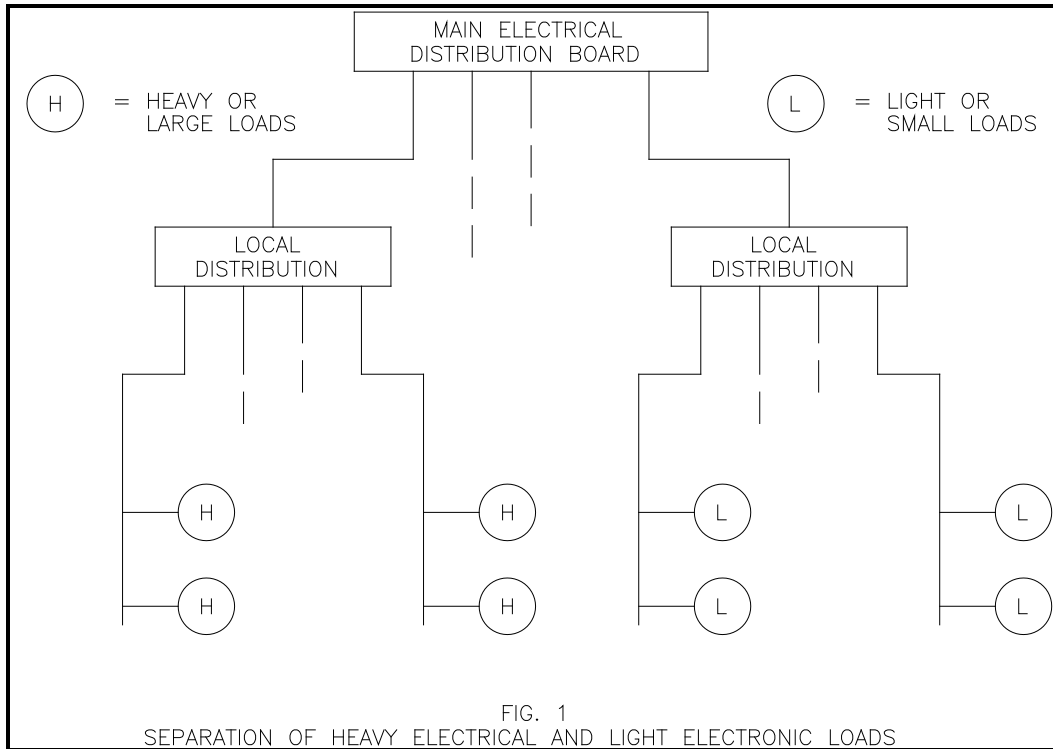 MAIN ELECTRICAL
DISTRIBUTION BOARD
H = HEAVY OR
LARGE LOADS
L = LIGHT OR
SMALL LOADS
LOCAL
DISTRIBUTION
LOCAL
DISTRIBUTION
H
H
L
L
H
H
L
L
FIG. 1
SEPARATION OF HEAVY ELECTRICAL AND LIGHT ELECTRONIC LOADS